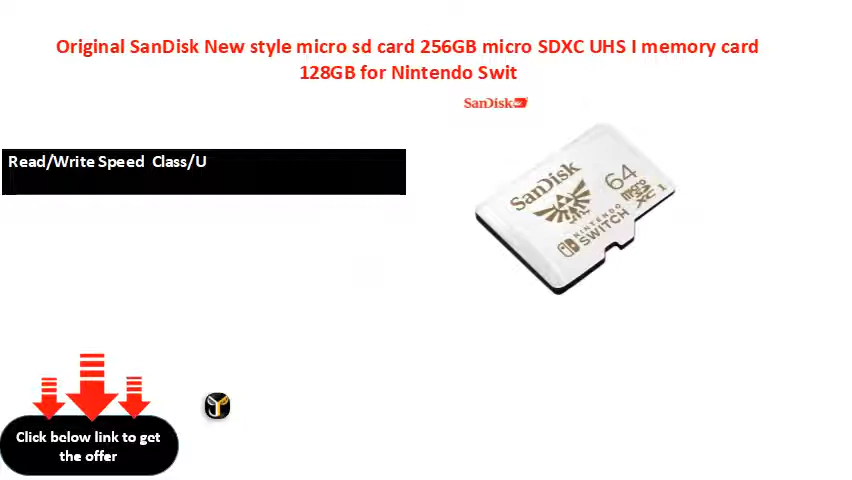 Original SanDisk New style micro sd card 256GB micro SDXC UHS I memory card
128GB for Nintendo Swit
SanDisk
Read/Write Speed Class/U
SanDisk
64
micro
SD
XC I
NINTENDO
SWITCH
Click below link to get
the offer